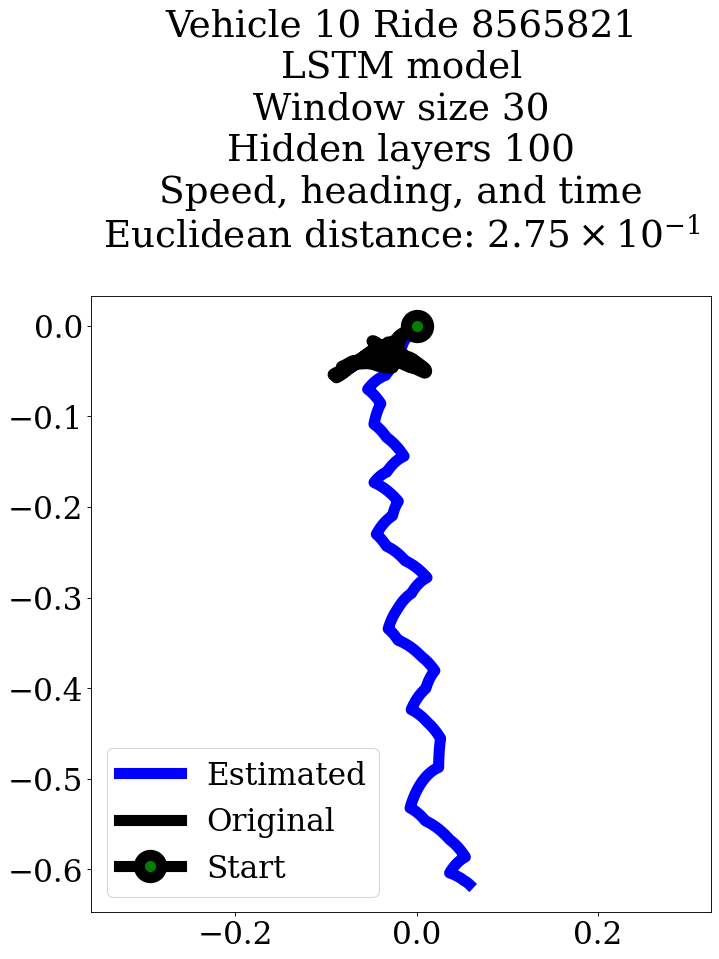 Vehicle 10 Ride 8565821
LSTM model
Window size 30
Hidden layers 100
Speed, heading, and time
Euclidean distance: 2.75 × 10⁻¹
0.0
−0.1
−0.2
−0.3
−0.4
−0.5
−0.6
Estimated
Original
Start
−0.2 0.0 0.2